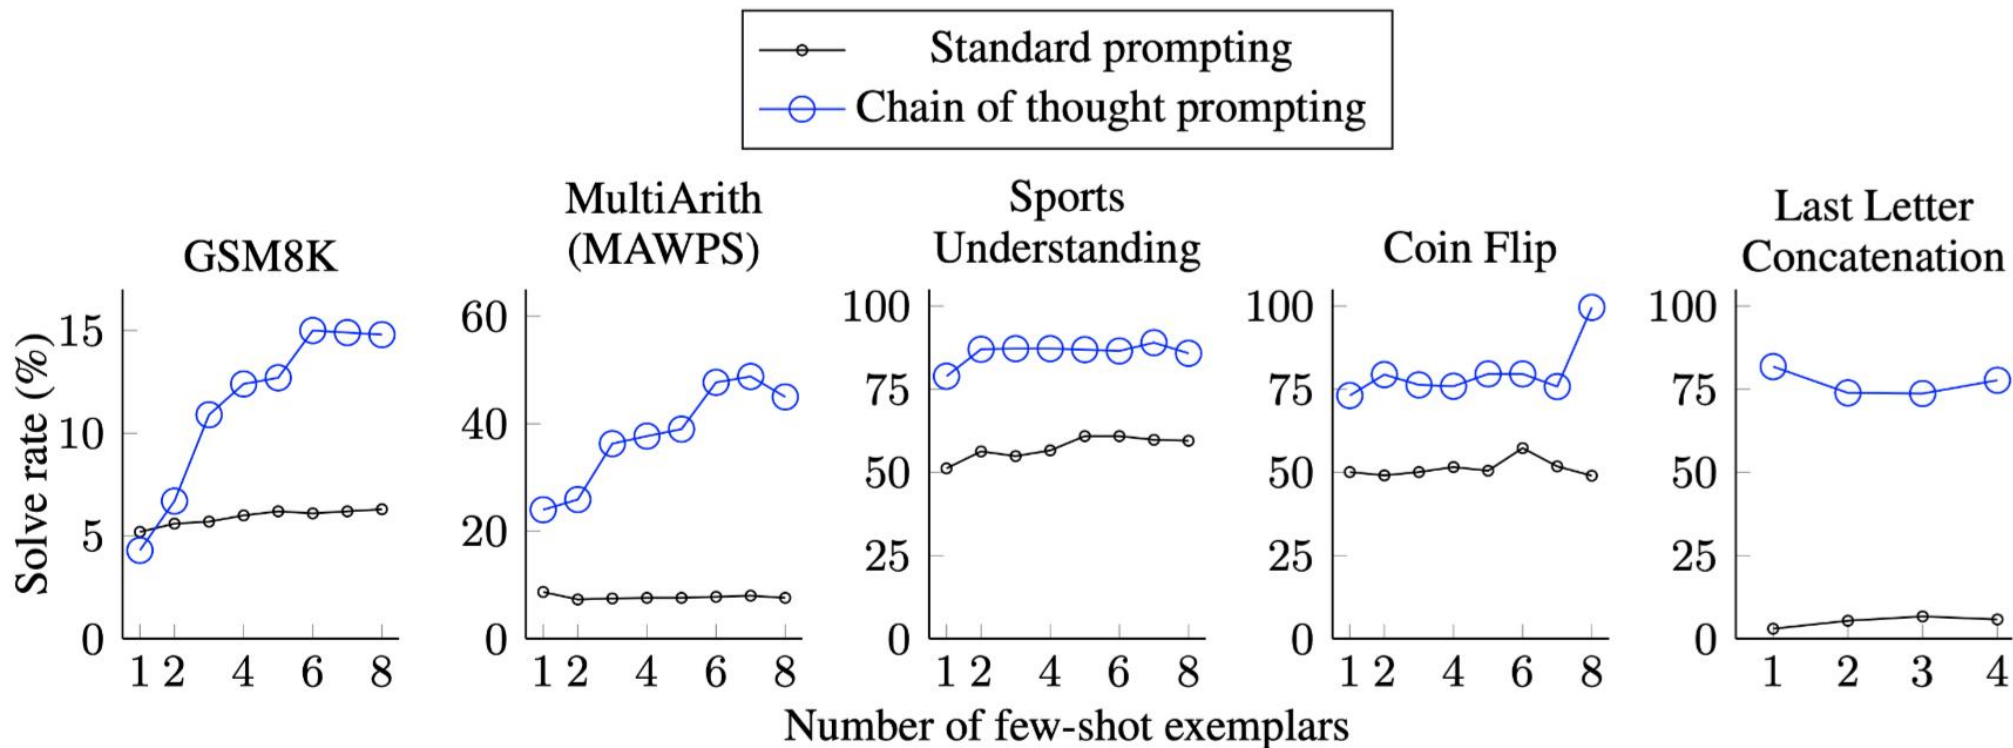 Standard prompting
Chain of thought prompting
GSM8K
MultiArith
(MAWPS)
Sports
Understanding
Coin Flip
Last Letter
Concatenation
Solve rate (%)
15
10
5
0
1 2 4 6 8
60
40
20
0
1 2 4 6 8
100
75
50
25
0
1 2 4 6 8
100
75
50
25
0
1 2 4 6 8
100
75
50
25
0
1 2 3 4
Number of few-shot exemplars